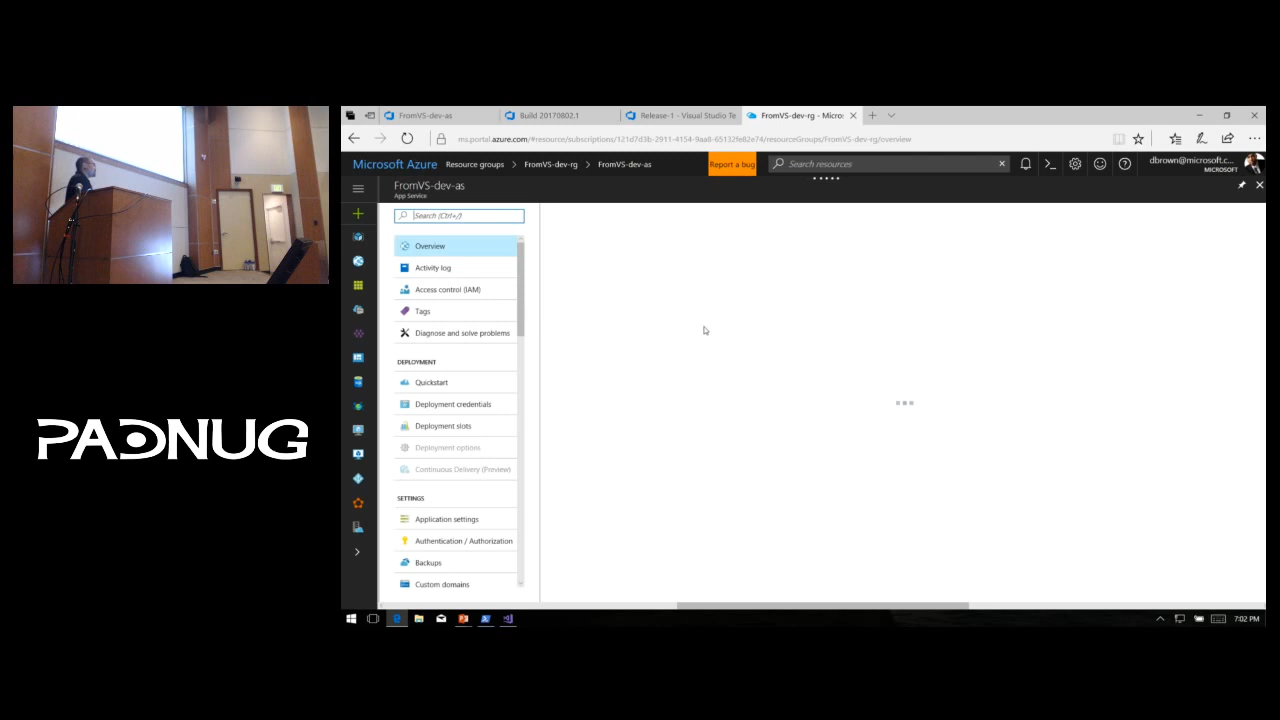 FromVS-dev-as
Build 20170802.1
Release-1 - Visual Studio Te
FromVS-dev-rg - Micro:
ms.portal.azure.com/#resource/subscriptions/121d7d3b-2911-4154-9aa8-65132fe82e74/resourceGroups/FromVS-dev-rg/overview
Microsoft Azure Resource groups > FromVS-dev-rg > FromVS-dev-as
Report a bug
Search resources
dbrown@microsoft.c...
MICROSOFT
FromVS-dev-as
App Service
Search (Ctrl+/)
Overview
Activity log
Access control (IAM)
Tags
Diagnose and solve problems
DEPLOYMENT
Quickstart
Deployment credentials
Deployment slots
Deployment options
Continuous Delivery (Preview)
SETTINGS
Application settings
Authentication / Authorization
Backups
Custom domains
7:02 PM
PADNUG